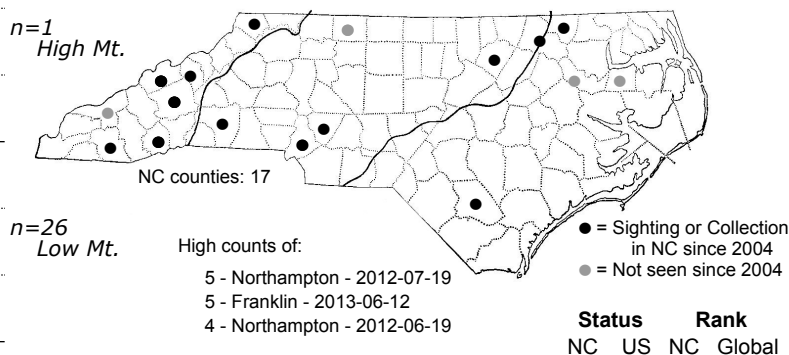 n=1
High Mt.
NC counties: 17
n=26
Low Mt.
High counts of:
5 - Northampton - 2012-07-19
5 - Franklin - 2013-06-12
4 - Northampton - 2012-06-19
● = Sighting or Collection
in NC since 2004
● = Not seen since 2004
Status Rank
NC US NC Global